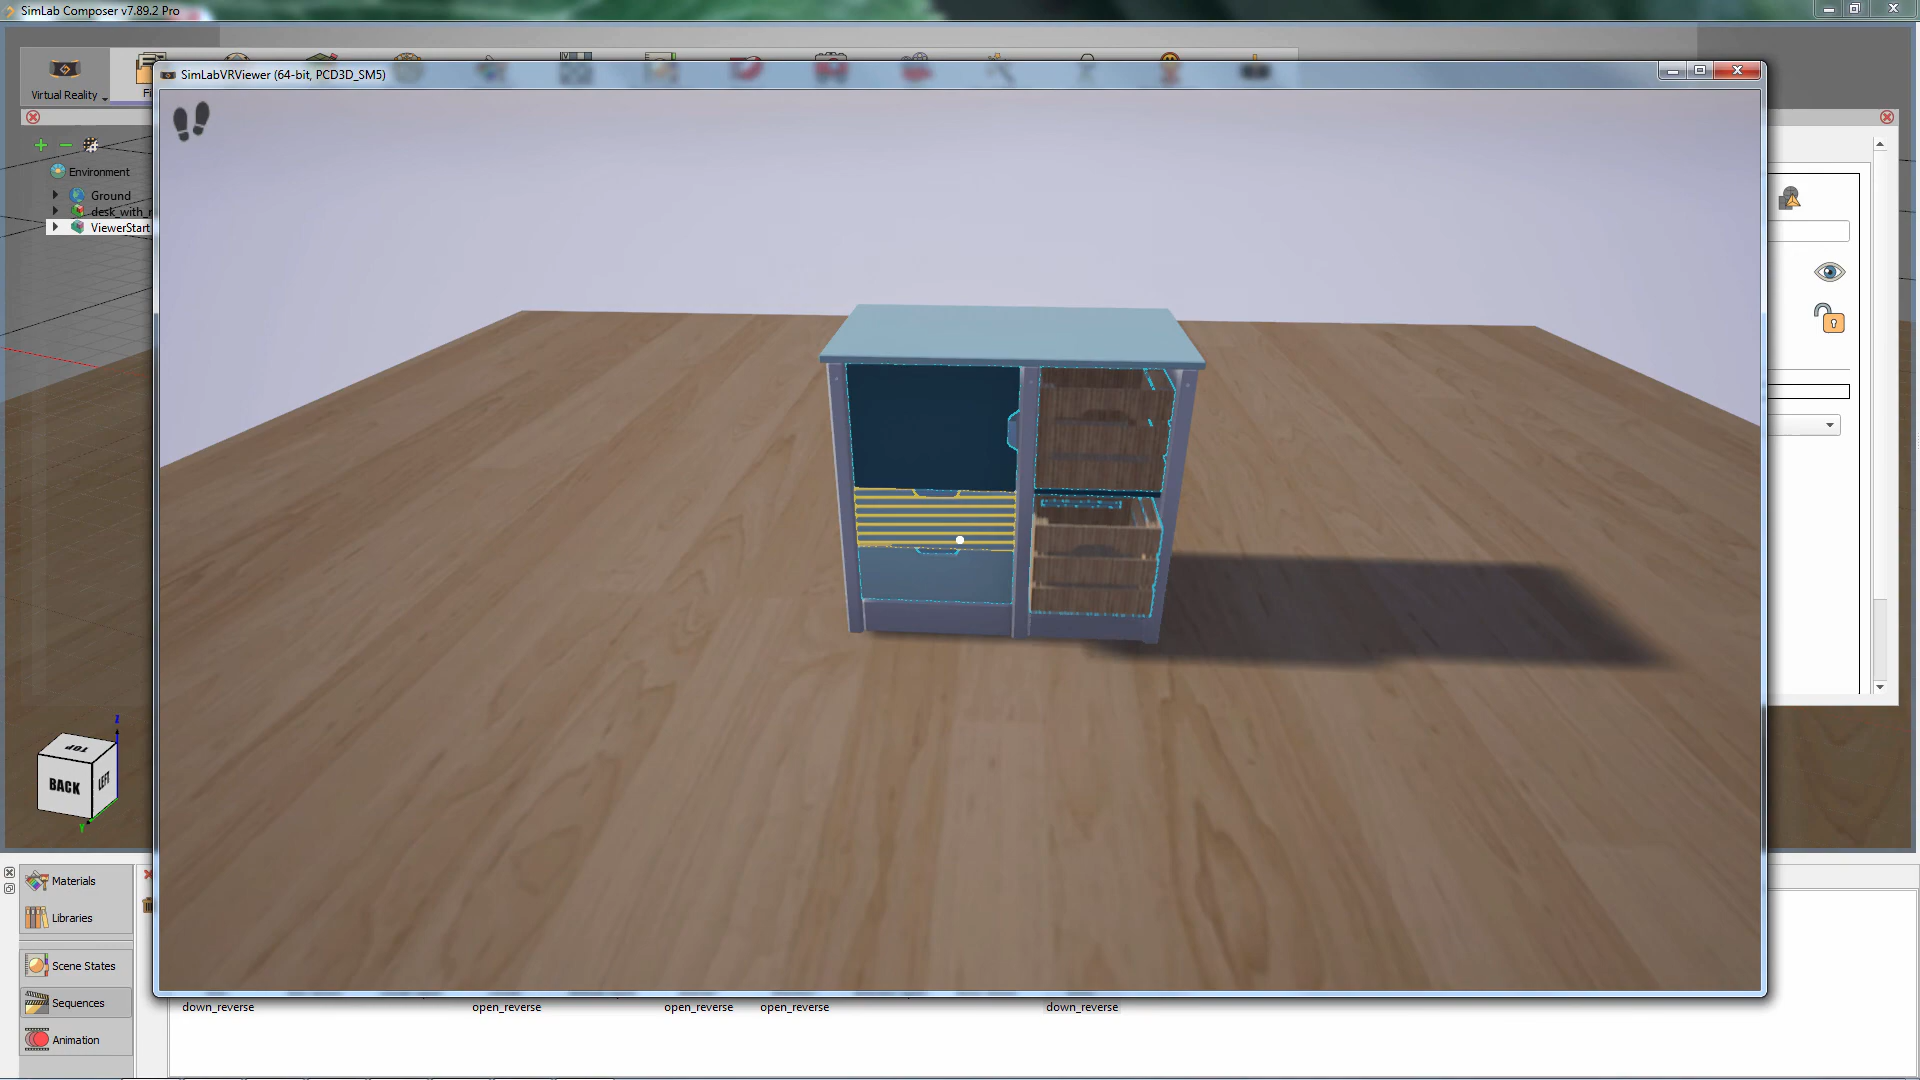 SimLab Composer v7.89.2 Pro
Virtual Reality
SimLabVRViewer (64-bit, PCD3D_SM5)
Environment
Ground
desk_with_
ViewerStart
TOP
BACK
LEFT
Z
Y
Materials
Libraries
Scene States
Sequences
Animation
down_reverse
open_reverse
open_reverse
open_reverse
down_reverse